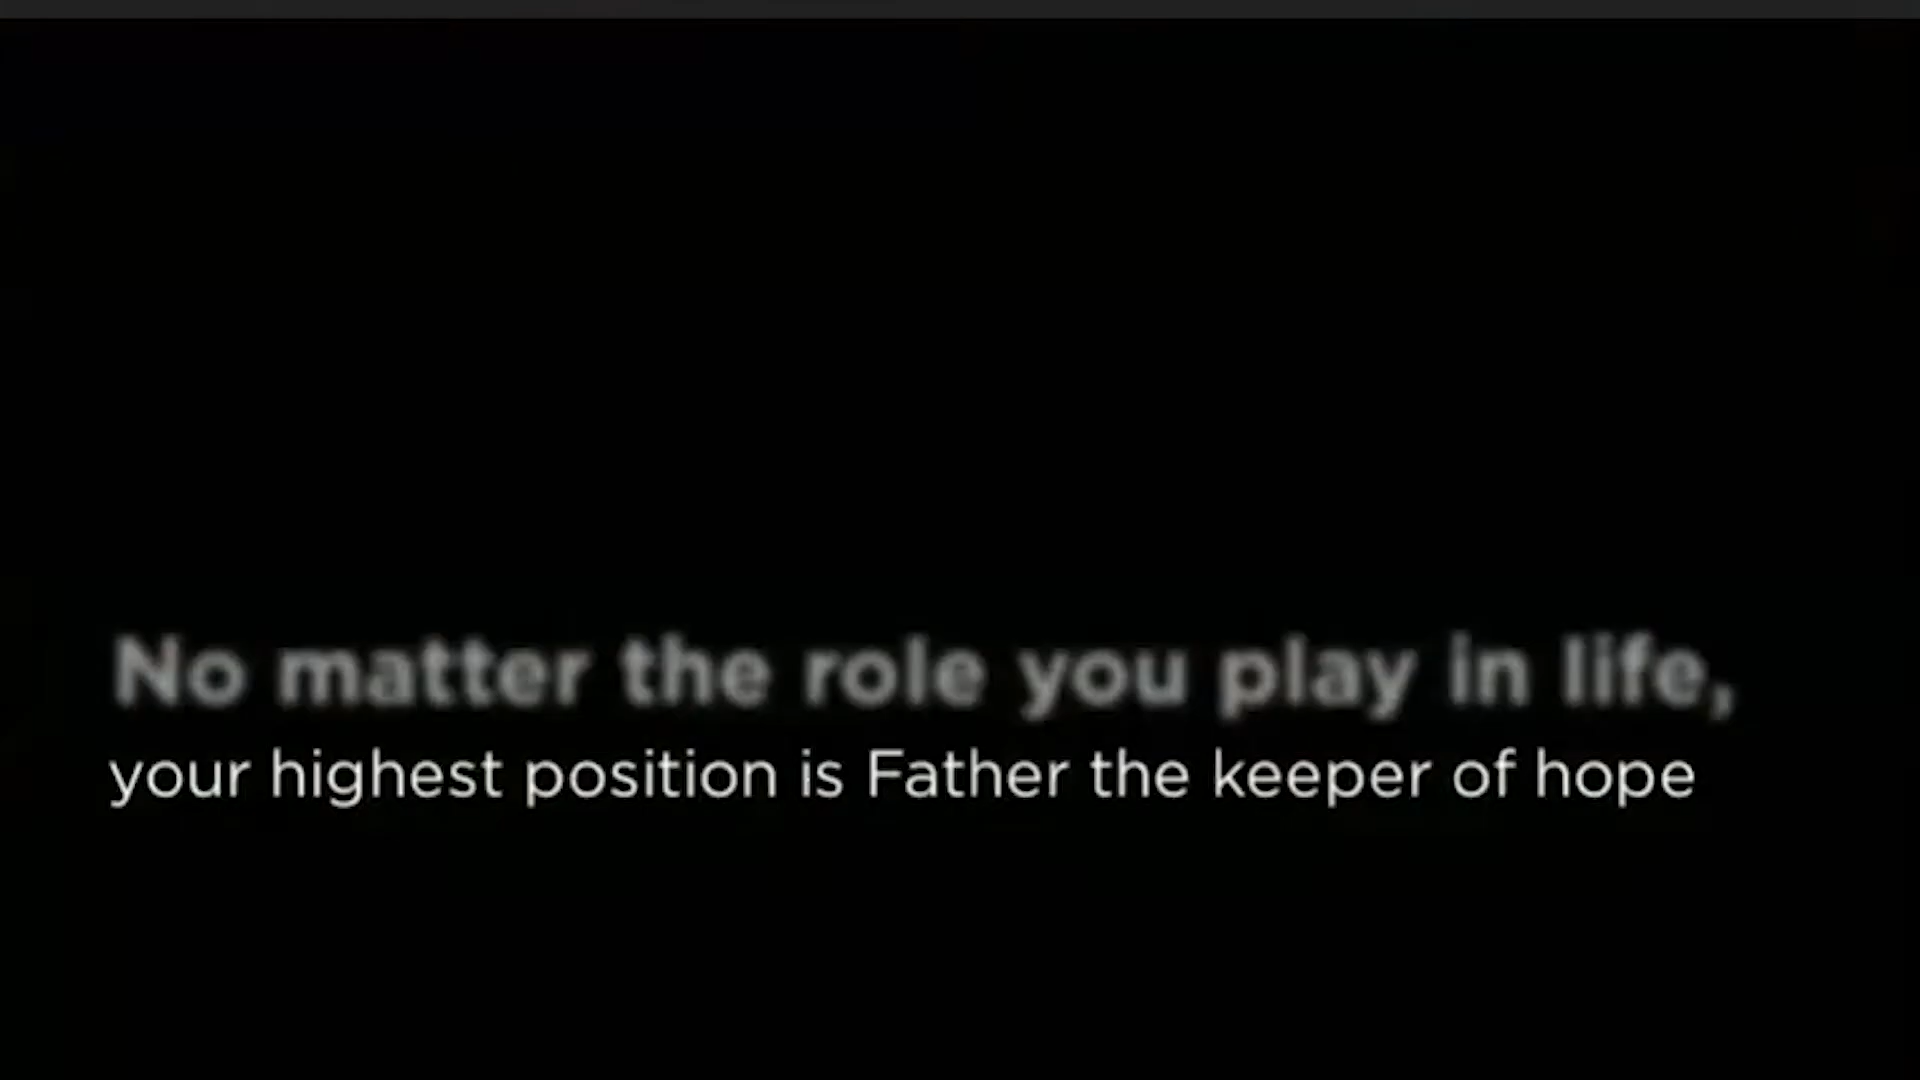 No matter the role you play in life,
your highest position is Father the keeper of hope